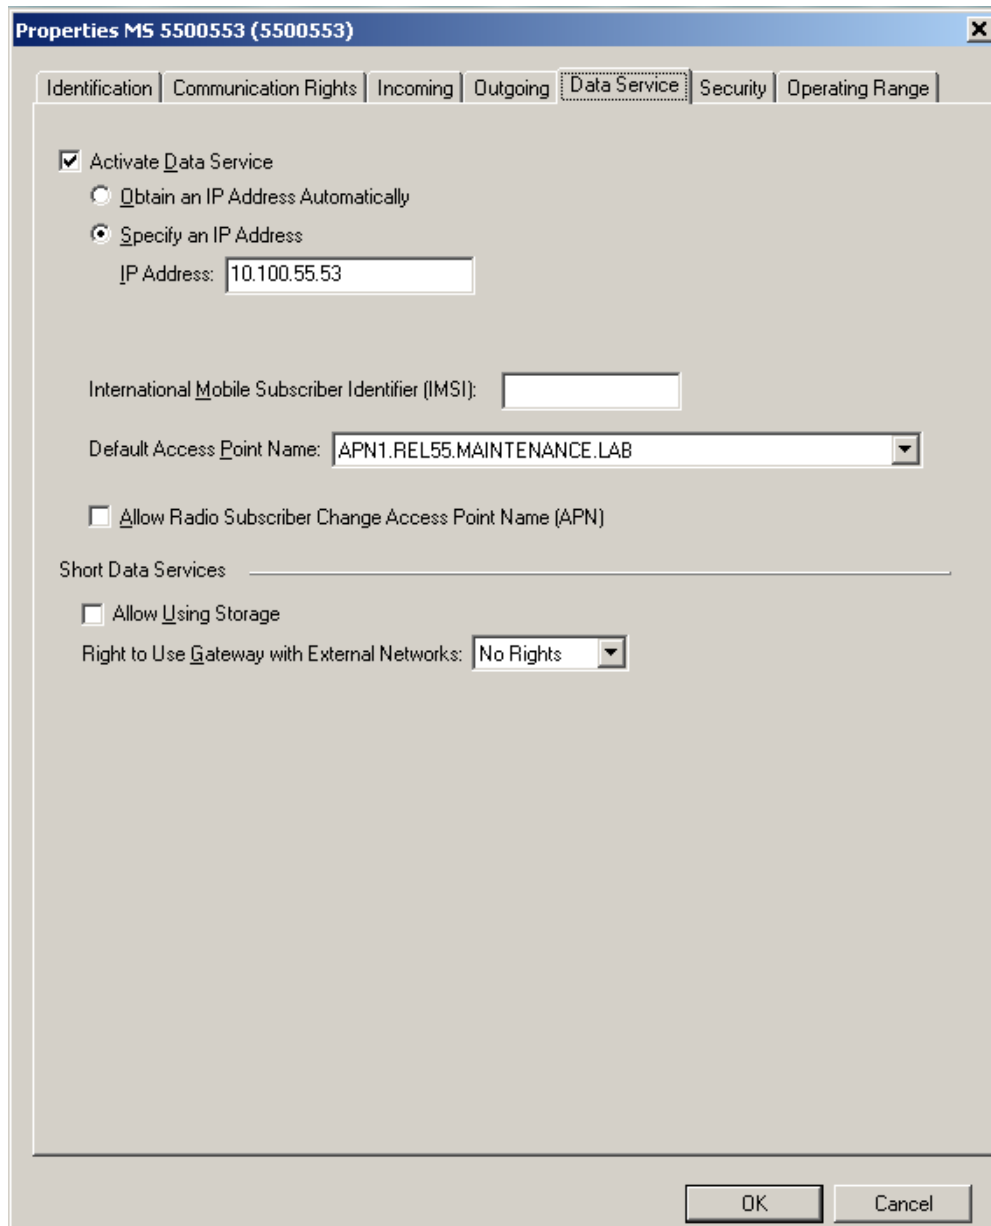 Properties MS 5500553 (5500553)
Identification Communication Rights Incoming Outgoing Data Service Security Operating Range
Activate Data Service
Obtain an IP Address Automatically
Specify an IP Address
IP Address: 10.100.55.53
International Mobile Subscriber Identifier (IMSI):
Default Access Point Name: APN1.REL55.MAINTENANCE.LAB
Allow Radio Subscriber Change Access Point Name (APN)
Short Data Services
Allow Using Storage
Right to Use Gateway with External Networks: No Rights
OK Cancel